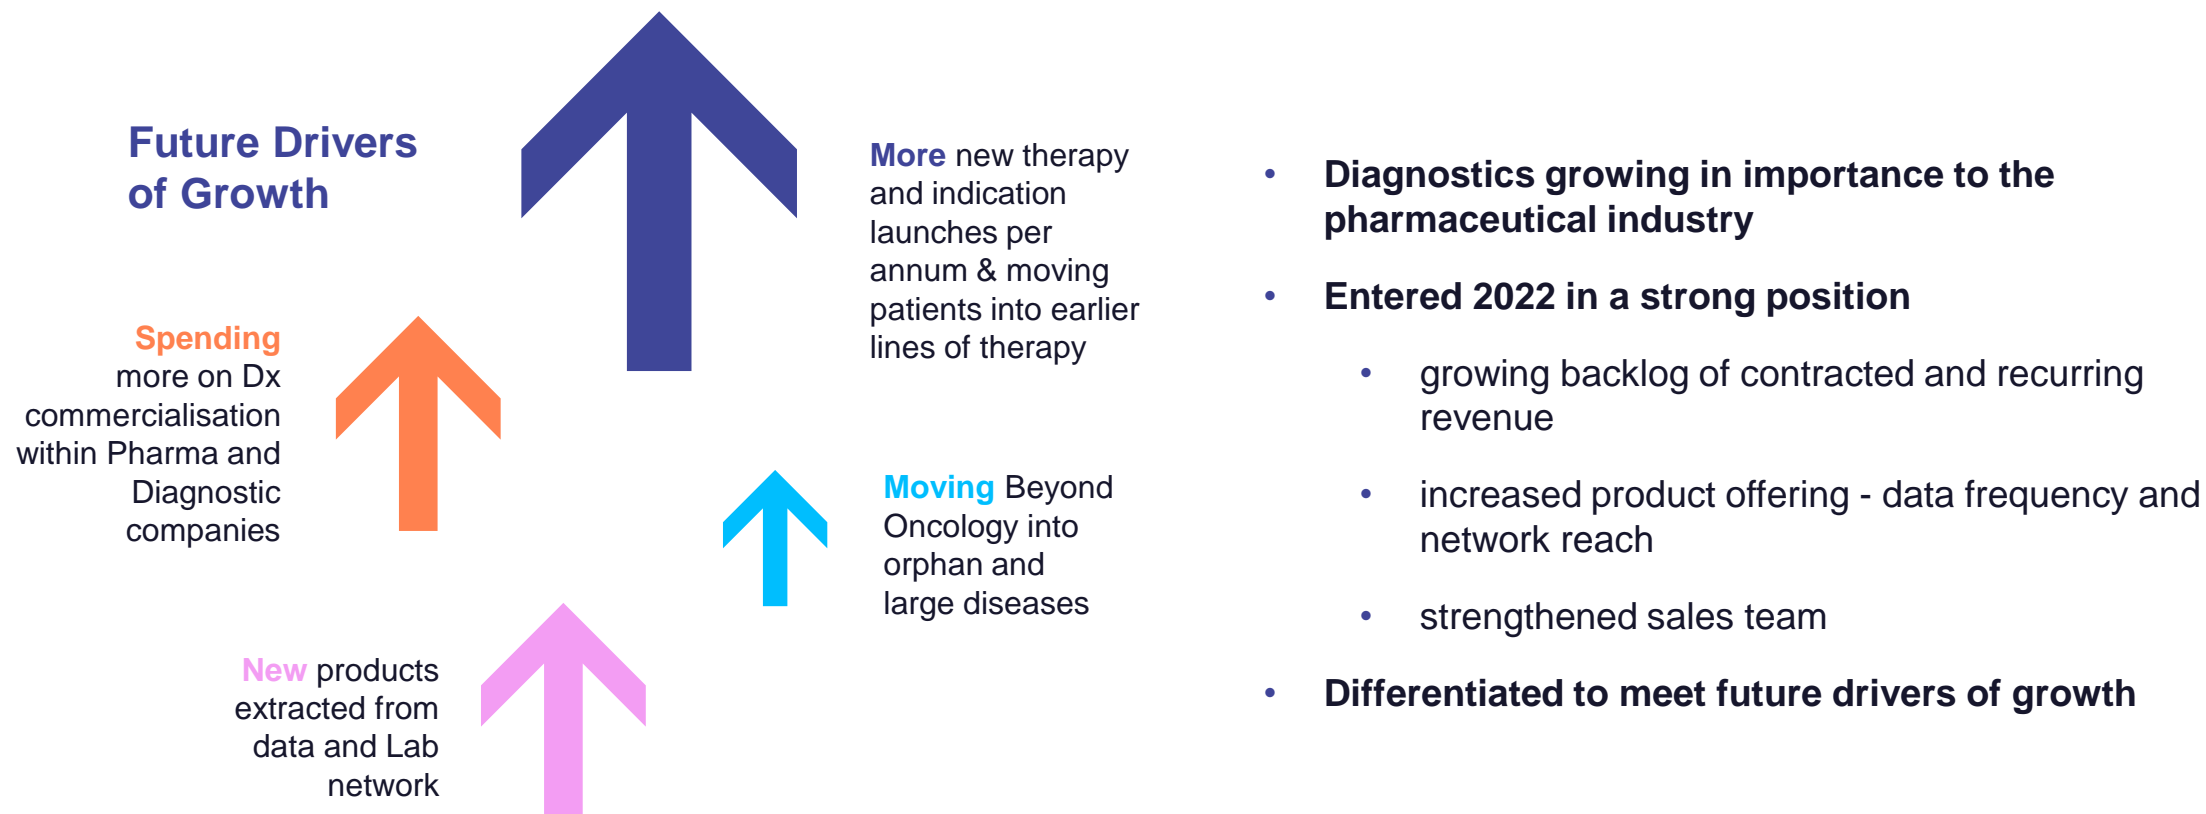 Future Drivers
of Growth
More new therapy
and indication
launches per
annum & moving
patients into earlier
lines of therapy
Spending
more on Dx
commercialisation
within Pharma and
Diagnostic
companies
Moving Beyond
Oncology into
orphan and
large diseases
New products
extracted from
data and Lab
network
• Diagnostics growing in importance to the
pharmaceutical industry
• Entered 2022 in a strong position
• growing backlog of contracted and recurring
revenue
• increased product offering - data frequency and
network reach
• strengthened sales team
• Differentiated to meet future drivers of growth